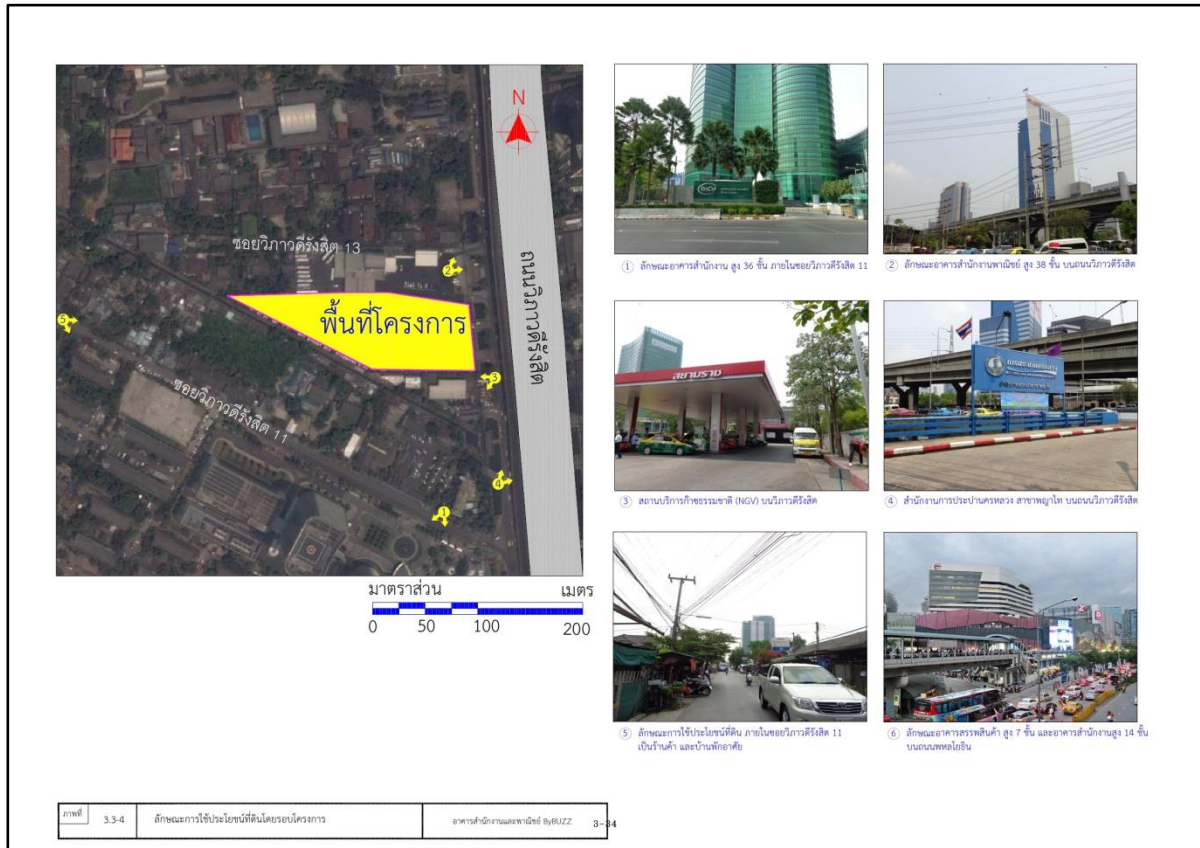 N
ซอยวิภาวดีรังสิต 13
ถนนวิภาวดีรังสิต
พื้นที่โครงการ
ซอยวิภาวดีรังสิต 11
2
5
3
4
1
มาตราส่วน เมตร
0 50 100 200
EnCo
1 ลักษณะอาคารสำนักงาน สูง 36 ชั้น ภายในซอยวิภาวดีรังสิต 11
2 ลักษณะอาคารสำนักงานพาณิชย์ สูง 38 ชั้น บนถนนวิภาวดีรังสิต
สยามราช
3 สถานบริการก๊าซธรรมชาติ (NGV) บนวิภาวดีรังสิต
การประปานครหลวง
4 สำนักงานการประปานครหลวง สาขาพญาไท บนถนนวิภาวดีรังสิต
5 ลักษณะการใช้ประโยชน์ที่ดิน ภายในซอยวิภาวดีรังสิต 11
เป็นร้านค้า และบ้านพักอาศัย
6 ลักษณะอาคารสรรพสินค้า สูง 7 ชั้น และอาคารสำนักงานสูง 14 ชั้น
บนถนนพหลโยธิน
ภาพที่ 3.3-4 ลักษณะการใช้ประโยชน์ที่ดินโดยรอบโครงการ อาคารสำนักงานและพาณิชย์ ByBUZZ 3-34